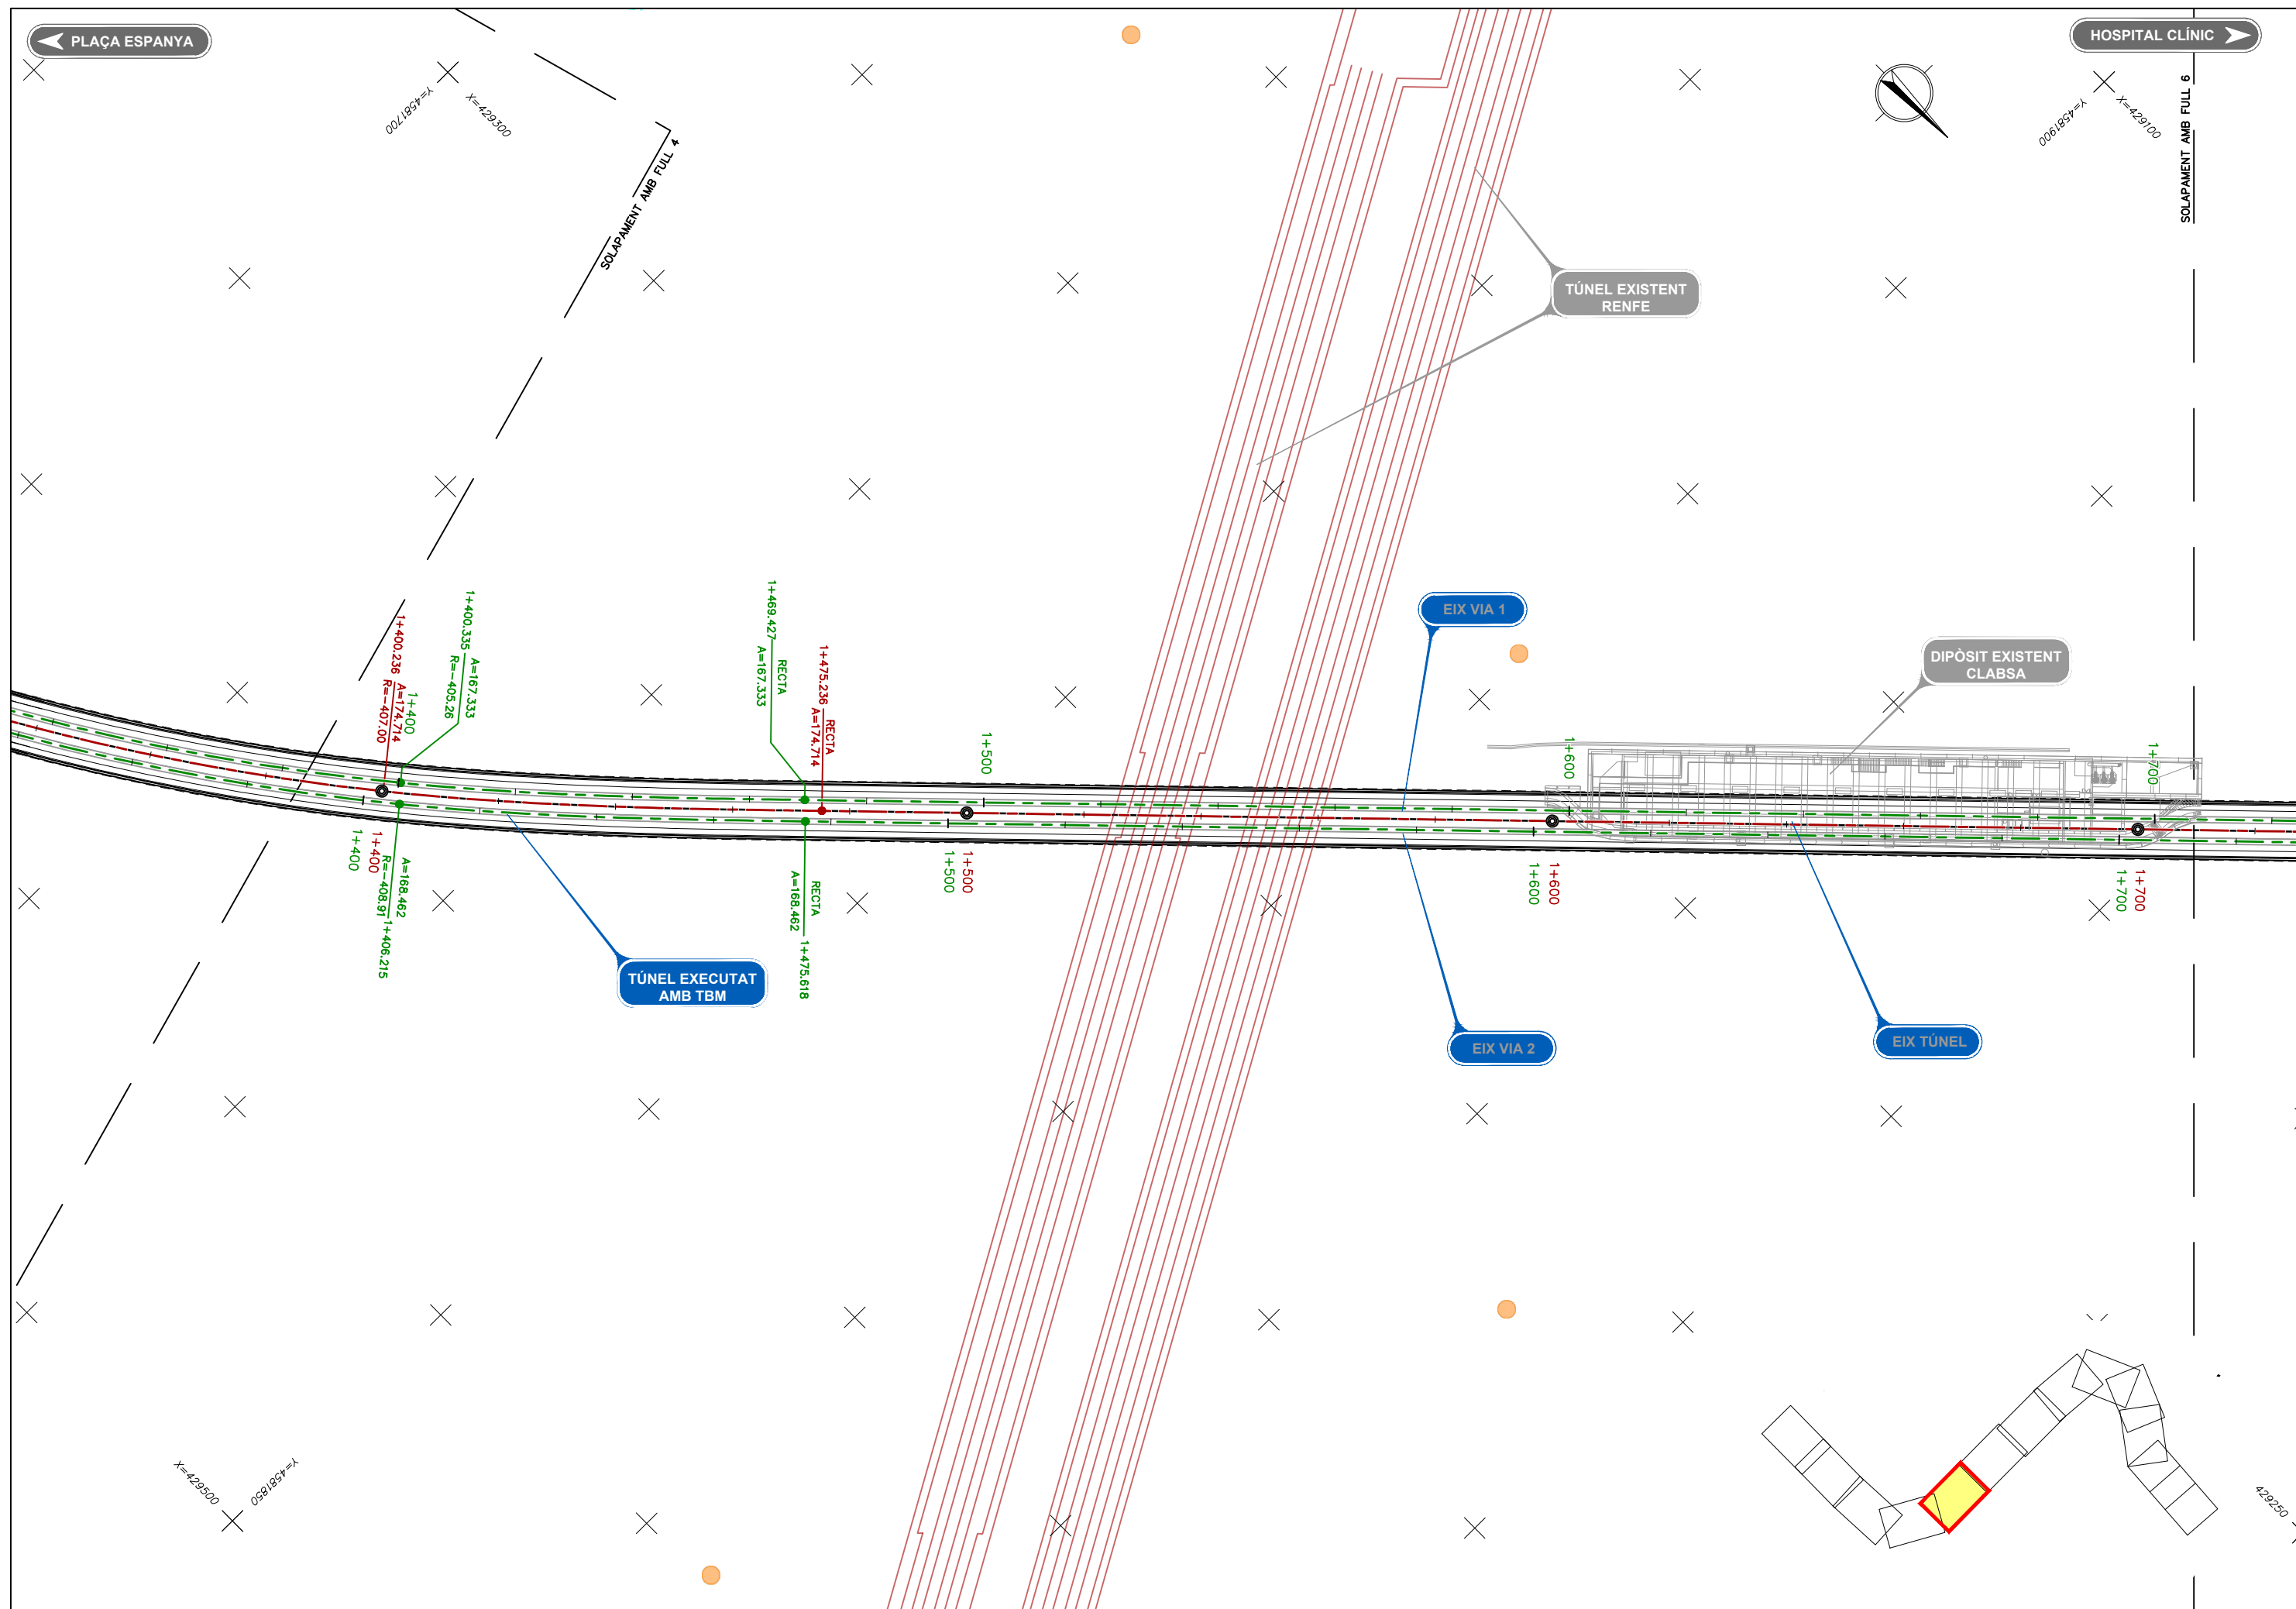 PLAÇA ESPANYA
HOSPITAL CLÍNIC
Y=4581700
X=429300
SOLAPAMENT AMB FULL 4
Y=4581900
X=429100
SOLAPAMENT AMB FULL 6
TÚNEL EXISTENT
RENFE
1+400.236
A=174.714
R=-407.00
1+400
1+400.335
A=167.333
R=-405.26
1+469.427
RECTA
A=167.333
1+475.236
RECTA
A=174.714
1+500
EIX VIA 1
DIPÒSIT EXISTENT
CLABSA
1+600
1+700
1+400
1+400
A=168.462
R=-408.91
1+406.215
RECTA
A=168.462
1+475.618
1+500
1+500
1+600
1+600
1+700
1+700
TÚNEL EXECUTAT
AMB TBM
EIX VIA 2
EIX TÚNEL
X=429500
Y=4581850
429250